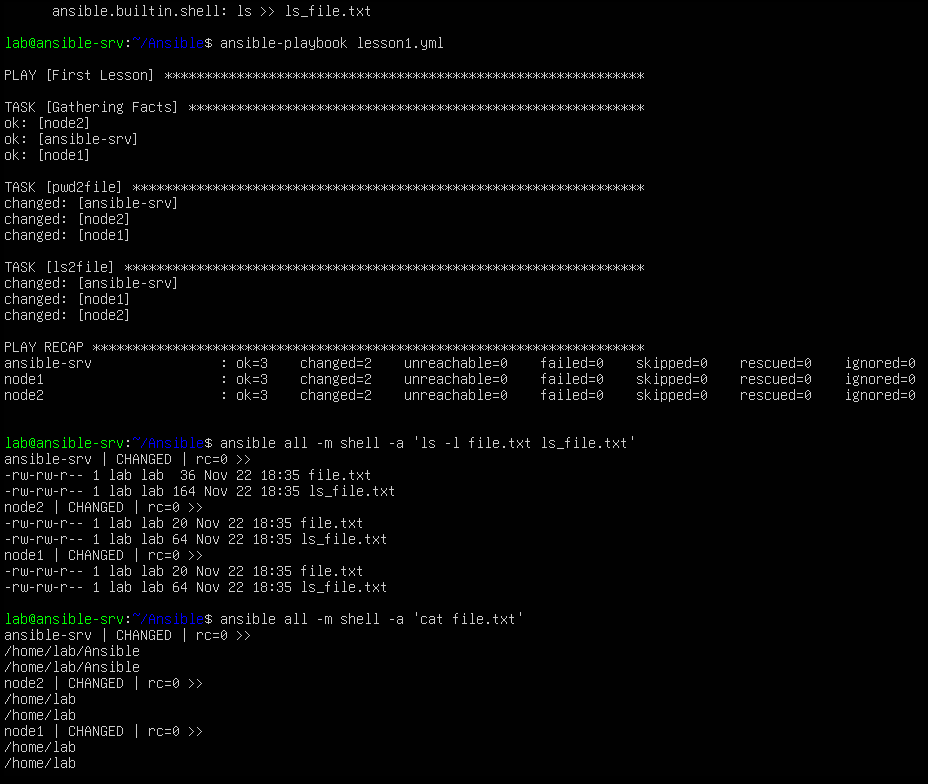 ansible.builtin.shell: ls >> ls_file.txt
lab@ansible-srv:~/Ansible$ ansible-playbook lesson1.yml
PLAY [First Lesson] ************************************************************
TASK [Gathering Facts] *********************************************************
ok: [node2]
ok: [ansible-srv]
ok: [node1]
TASK [pwd2file] ****************************************************************
changed: [ansible-srv]
changed: [node2]
changed: [node1]
TASK [ls2file] *****************************************************************
changed: [ansible-srv]
changed: [node1]
changed: [node2]
PLAY RECAP *********************************************************************
ansible-srv                : ok=3    changed=2    unreachable=0    failed=0    skipped=0    rescued=0    ignored=0
node1                      : ok=3    changed=2    unreachable=0    failed=0    skipped=0    rescued=0    ignored=0
node2                      : ok=3    changed=2    unreachable=0    failed=0    skipped=0    rescued=0    ignored=0
lab@ansible-srv:~/Ansible$ ansible all -m shell -a 'ls -l file.txt ls_file.txt'
ansible-srv | CHANGED | rc=0 >>
-rw-rw-r-- 1 lab lab  36 Nov 22 18:35 file.txt
-rw-rw-r-- 1 lab lab 164 Nov 22 18:35 ls_file.txt
node2 | CHANGED | rc=0 >>
-rw-rw-r-- 1 lab lab 20 Nov 22 18:35 file.txt
-rw-rw-r-- 1 lab lab 64 Nov 22 18:35 ls_file.txt
node1 | CHANGED | rc=0 >>
-rw-rw-r-- 1 lab lab 20 Nov 22 18:35 file.txt
-rw-rw-r-- 1 lab lab 64 Nov 22 18:35 ls_file.txt
lab@ansible-srv:~/Ansible$ ansible all -m shell -a 'cat file.txt'
ansible-srv | CHANGED | rc=0 >>
/home/lab/Ansible
/home/lab/Ansible
node2 | CHANGED | rc=0 >>
/home/lab
/home/lab
node1 | CHANGED | rc=0 >>
/home/lab
/home/lab